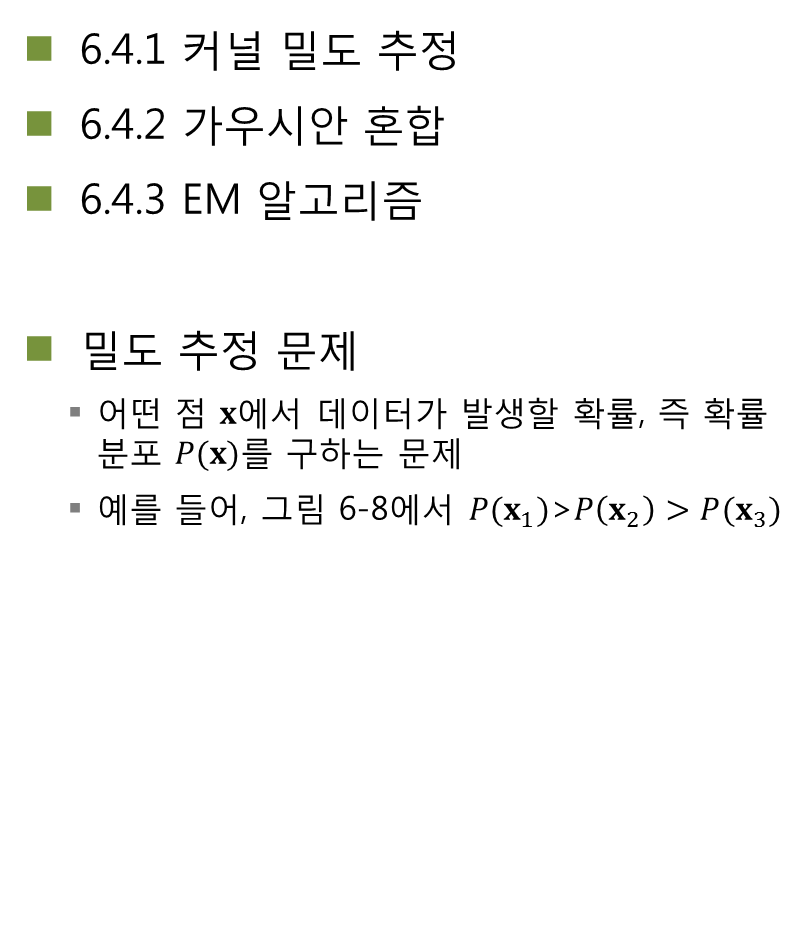 ■ 6.4.1 커널 밀도 추정
■ 6.4.2 가우시안 혼합
■ 6.4.3 EM 알고리즘
■ 밀도 추정 문제
▪ 어떤 점 𝐱에서 데이터가 발생할 확률, 즉 확률
분포 𝑃(𝐱)를 구하는 문제
▪ 예를 들어, 그림 6-8에서 𝑃(𝐱₁)>𝑃(𝐱₂) > 𝑃(𝐱₃)